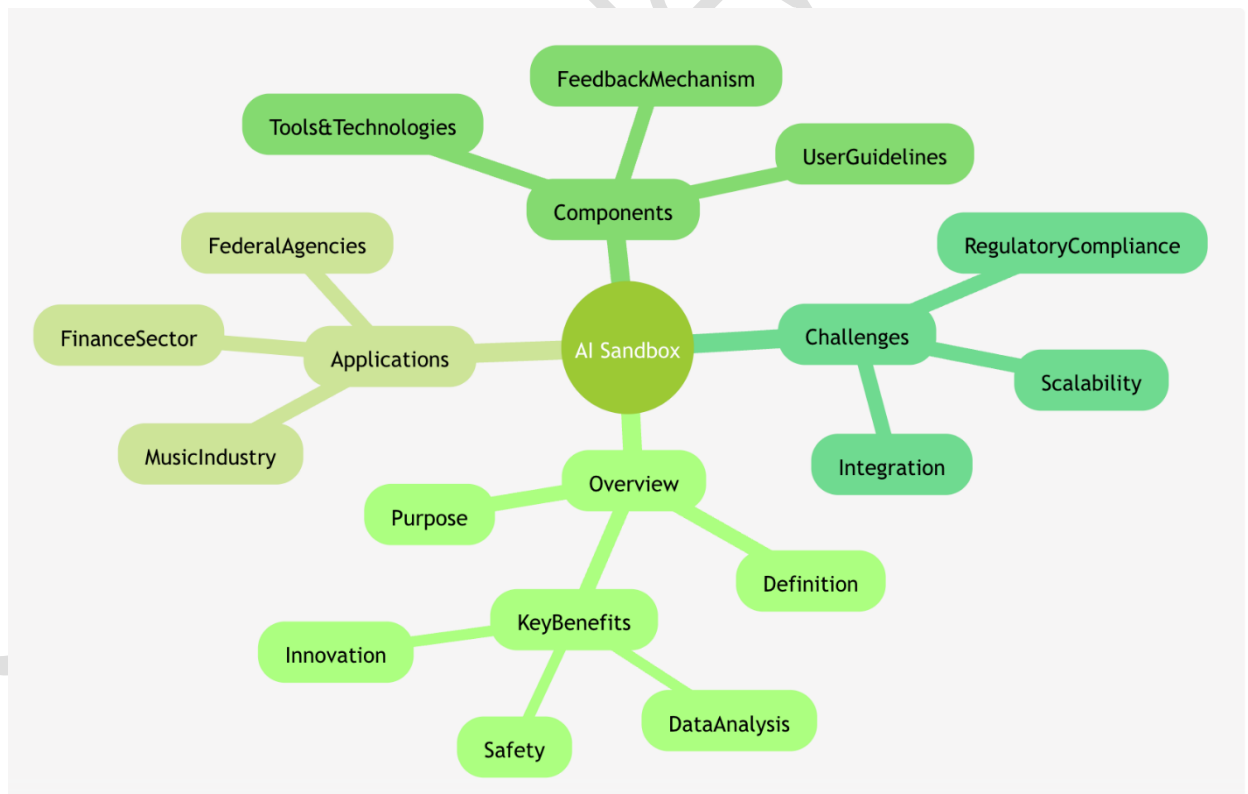 FeedbackMechanism
Tools&Technologies
UserGuidelines
Components
FederalAgencies
RegulatoryCompliance
FinanceSector
Applications
AI Sandbox
Challenges
Scalability
MusicIndustry
Integration
Overview
Purpose
Definition
KeyBenefits
Innovation
DataAnalysis
Safety